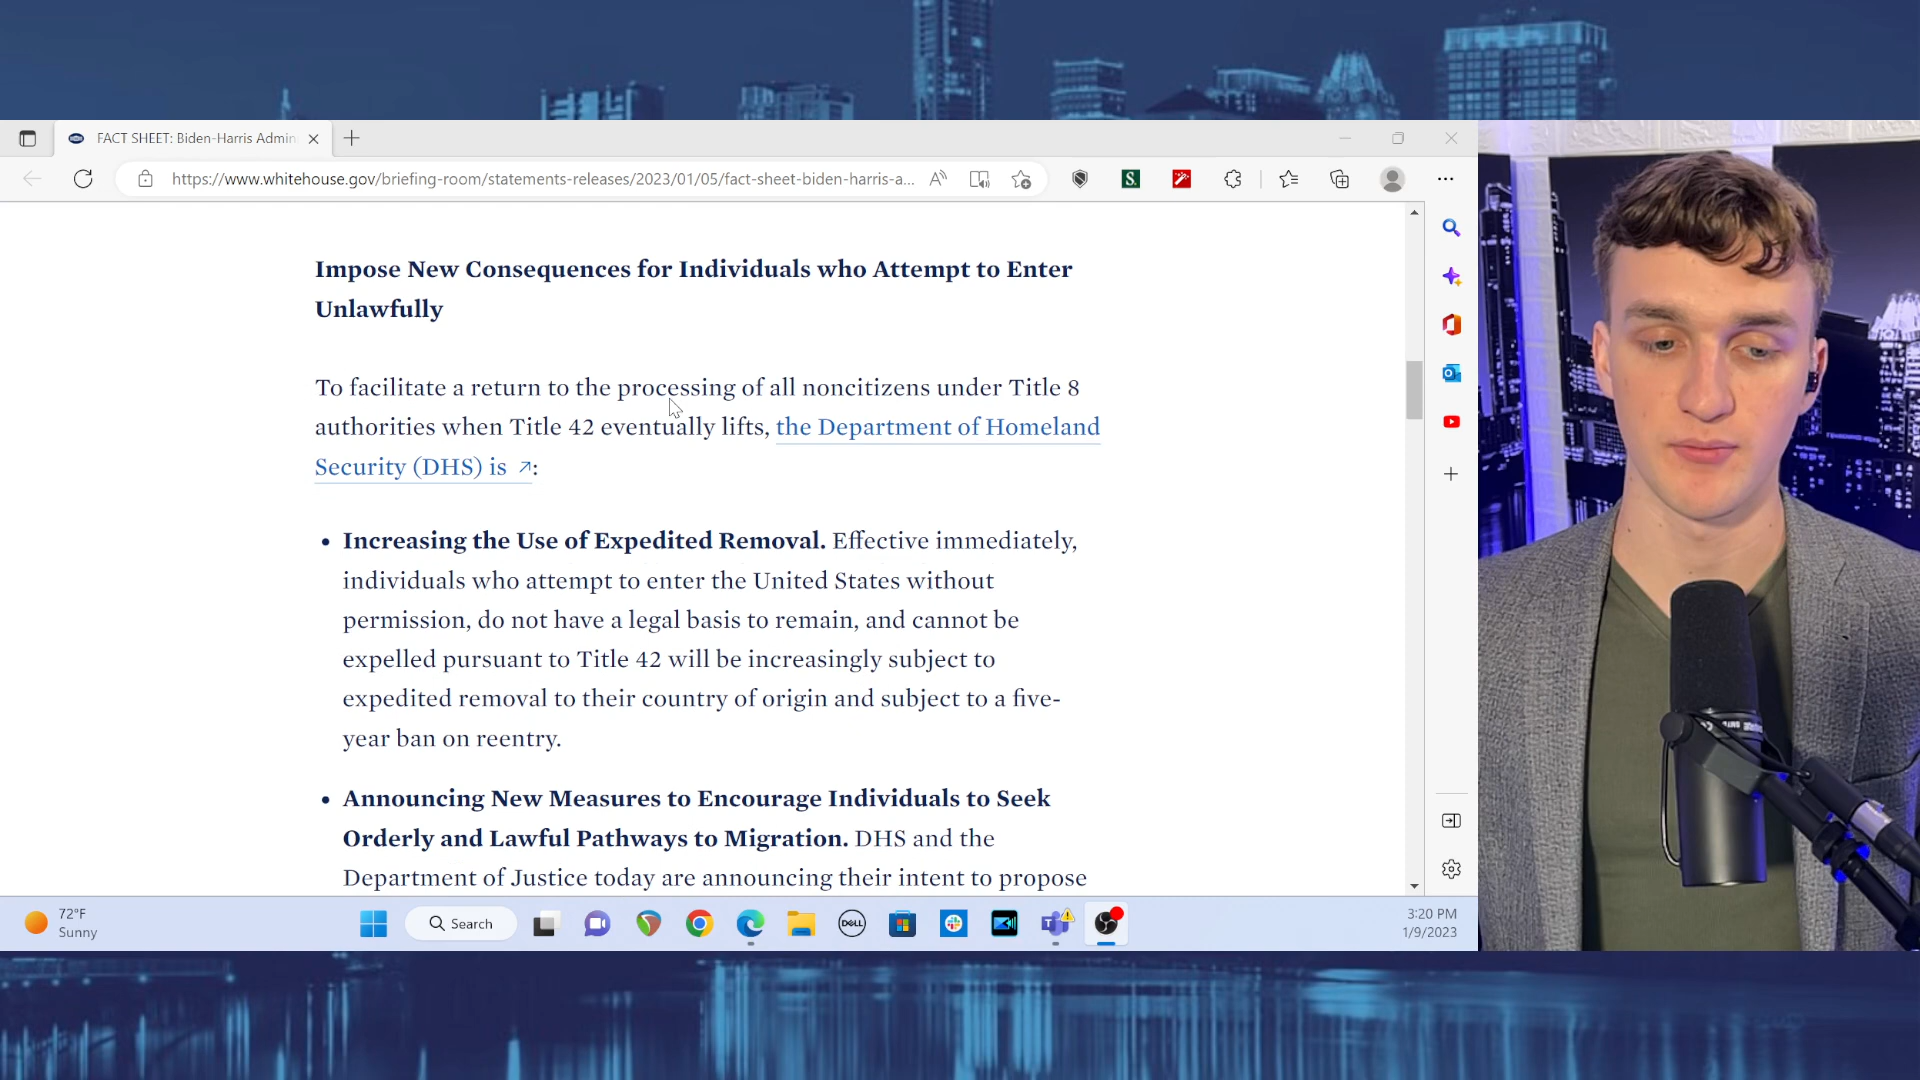 FACT SHEET: Biden-Harris Admin
https://www.whitehouse.gov/briefing-room/statements-releases/2023/01/05/fact-sheet-biden-harris-a...
Impose New Consequences for Individuals who Attempt to Enter
Unlawfully
To facilitate a return to the processing of all noncitizens under Title 8
authorities when Title 42 eventually lifts, the Department of Homeland
Security (DHS) is ↗:
• Increasing the Use of Expedited Removal. Effective immediately,
individuals who attempt to enter the United States without
permission, do not have a legal basis to remain, and cannot be
expelled pursuant to Title 42 will be increasingly subject to
expedited removal to their country of origin and subject to a five-
year ban on reentry.
• Announcing New Measures to Encourage Individuals to Seek
Orderly and Lawful Pathways to Migration. DHS and the
Department of Justice today are announcing their intent to propose
72°F
Sunny
Search
DELL
3:20 PM
1/9/2023